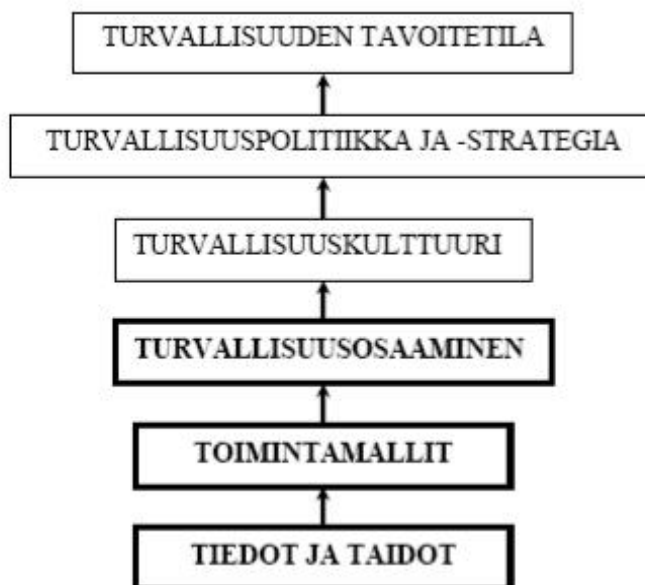 TURVALLISUUDEN TAVOITETILA
TURVALLISUUSPOLITIIKKA JA -STRATEGIA
TURVALLISUUSKULTTUURI
TURVALLISUUSOSAAMINEN
TOIMINTAMALLIT
TIEDOT JA TAIDOT